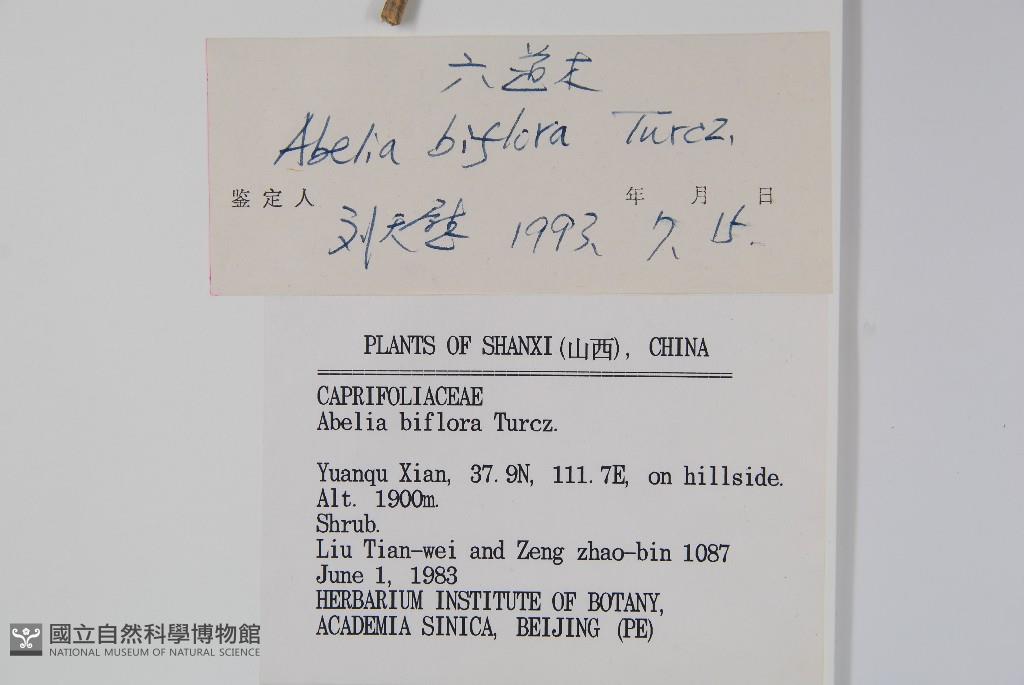 六道木
Abelia biflora Turcz.
鉴定人 年 月 日
刘天慰 1993、7、15.
PLANTS OF SHANXI (山西), CHINA
CAPRIFOLIACEAE
Abelia biflora Turcz.
Yuanqu Xian, 37.9N, 111.7E, on hillside.
Alt. 1900m.
Shrub.
Liu Tian-wei and Zeng zhao-bin 1087
June 1, 1983
HERBARIUM INSTITUTE OF BOTANY,
ACADEMIA SINICA, BEIJING (PE)
國立自然科學博物館
NATIONAL MUSEUM OF NATURAL SCIENCE